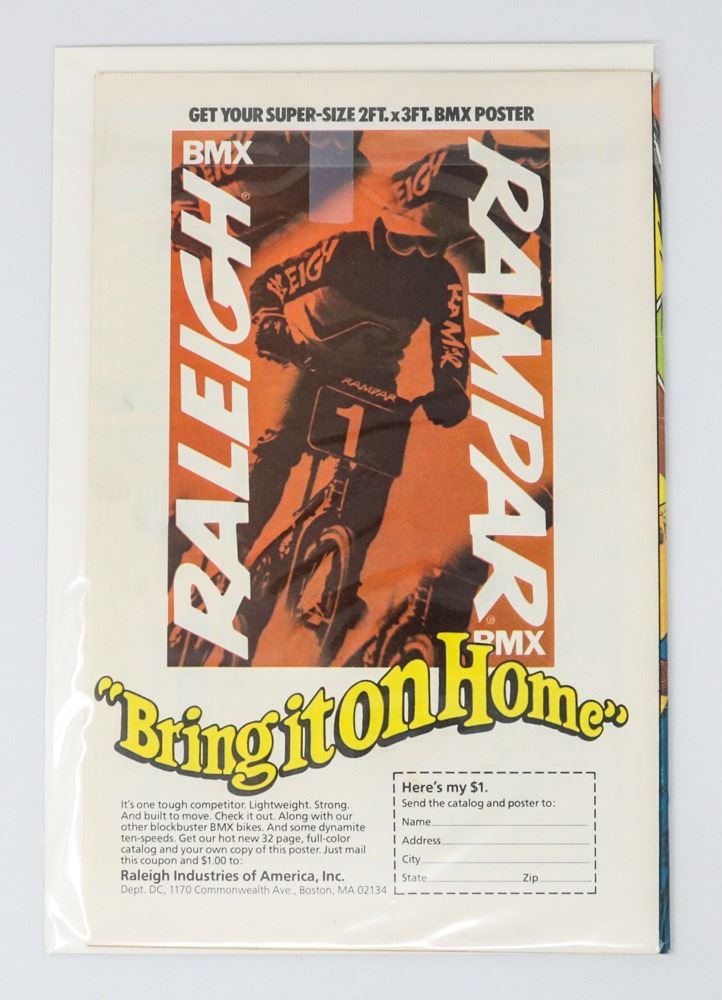 GET YOUR SUPER-SIZE 2FT. x 3FT. BMX POSTER
BMX
RALEIGH®
RAMPAR®
BMX
EIGH
RALEIGH
RAMPAR
RAMPAR
1
"Bring it on Home"
It's one tough competitor. Lightweight. Strong.
And built to move. Check it out. Along with our
other blockbuster BMX bikes. And some dynamite
ten-speeds. Get our hot new 32 page, full-color
catalog and your own copy of this poster. Just mail
this coupon and $1.00 to:
Raleigh Industries of America, Inc.
Dept. DC, 1170 Commonwealth Ave., Boston, MA 02134
Here's my $1.
Send the catalog and poster to:
Name
Address
City
State Zip